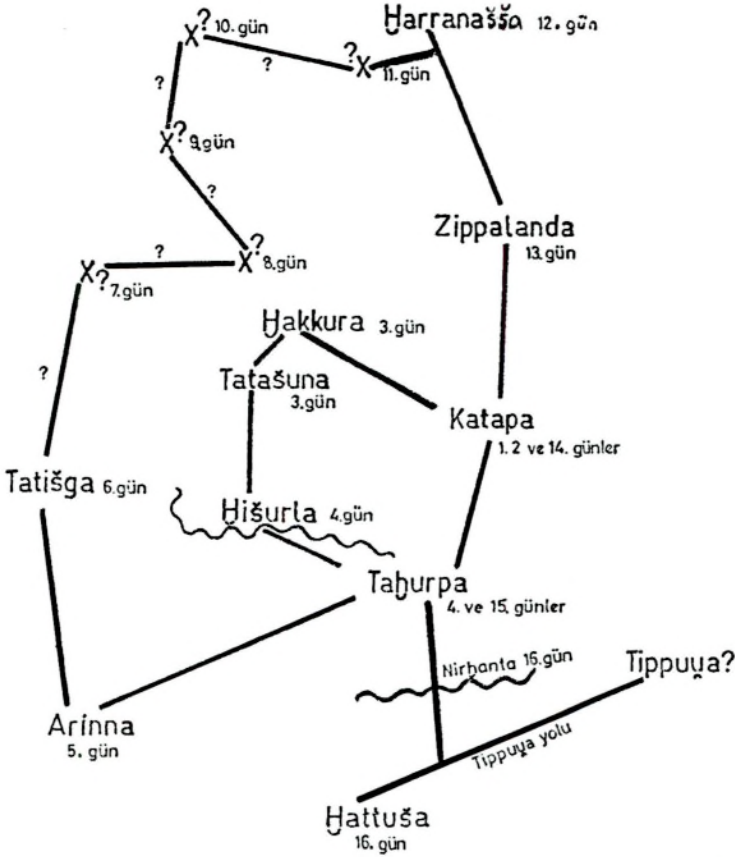 Ḫarranašša 12. gün
X? 10. gün
?
?X 11. gün
?
X? 9. gün
?
Zippalanda
13. gün
?
X? 8. gün
X? 7. gün
Ḫakkura 3. gün
?
Tatašuna
3. gün
Katapa
1. 2 ve 14. günler
Tatišga 6. gün
Ḫišurla 4. gün
Taḫurpa
4. ve 15. günler
Nirḫanta 16. gün
Tippuu̯a?
Arinna
5. gün
Tippuu̯a yolu
Ḫattuša
16. gün